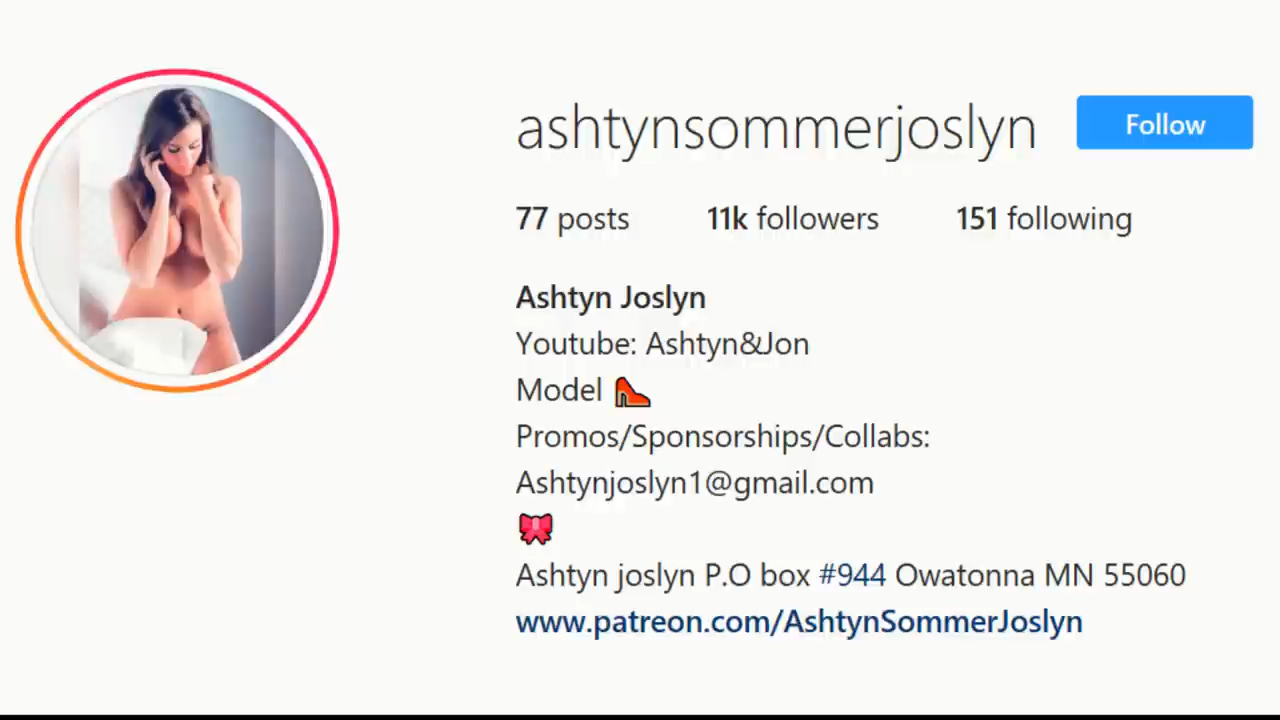 ashtynsommerjoslyn
Follow
77 posts 11k followers 151 following
Ashtyn Joslyn
Youtube: Ashtyn&Jon
Model 👠
Promos/Sponsorships/Collabs:
Ashtynjoslyn1@gmail.com
🎀
Ashtyn joslyn P.O box #944 Owatonna MN 55060
www.patreon.com/AshtynSommerJoslyn